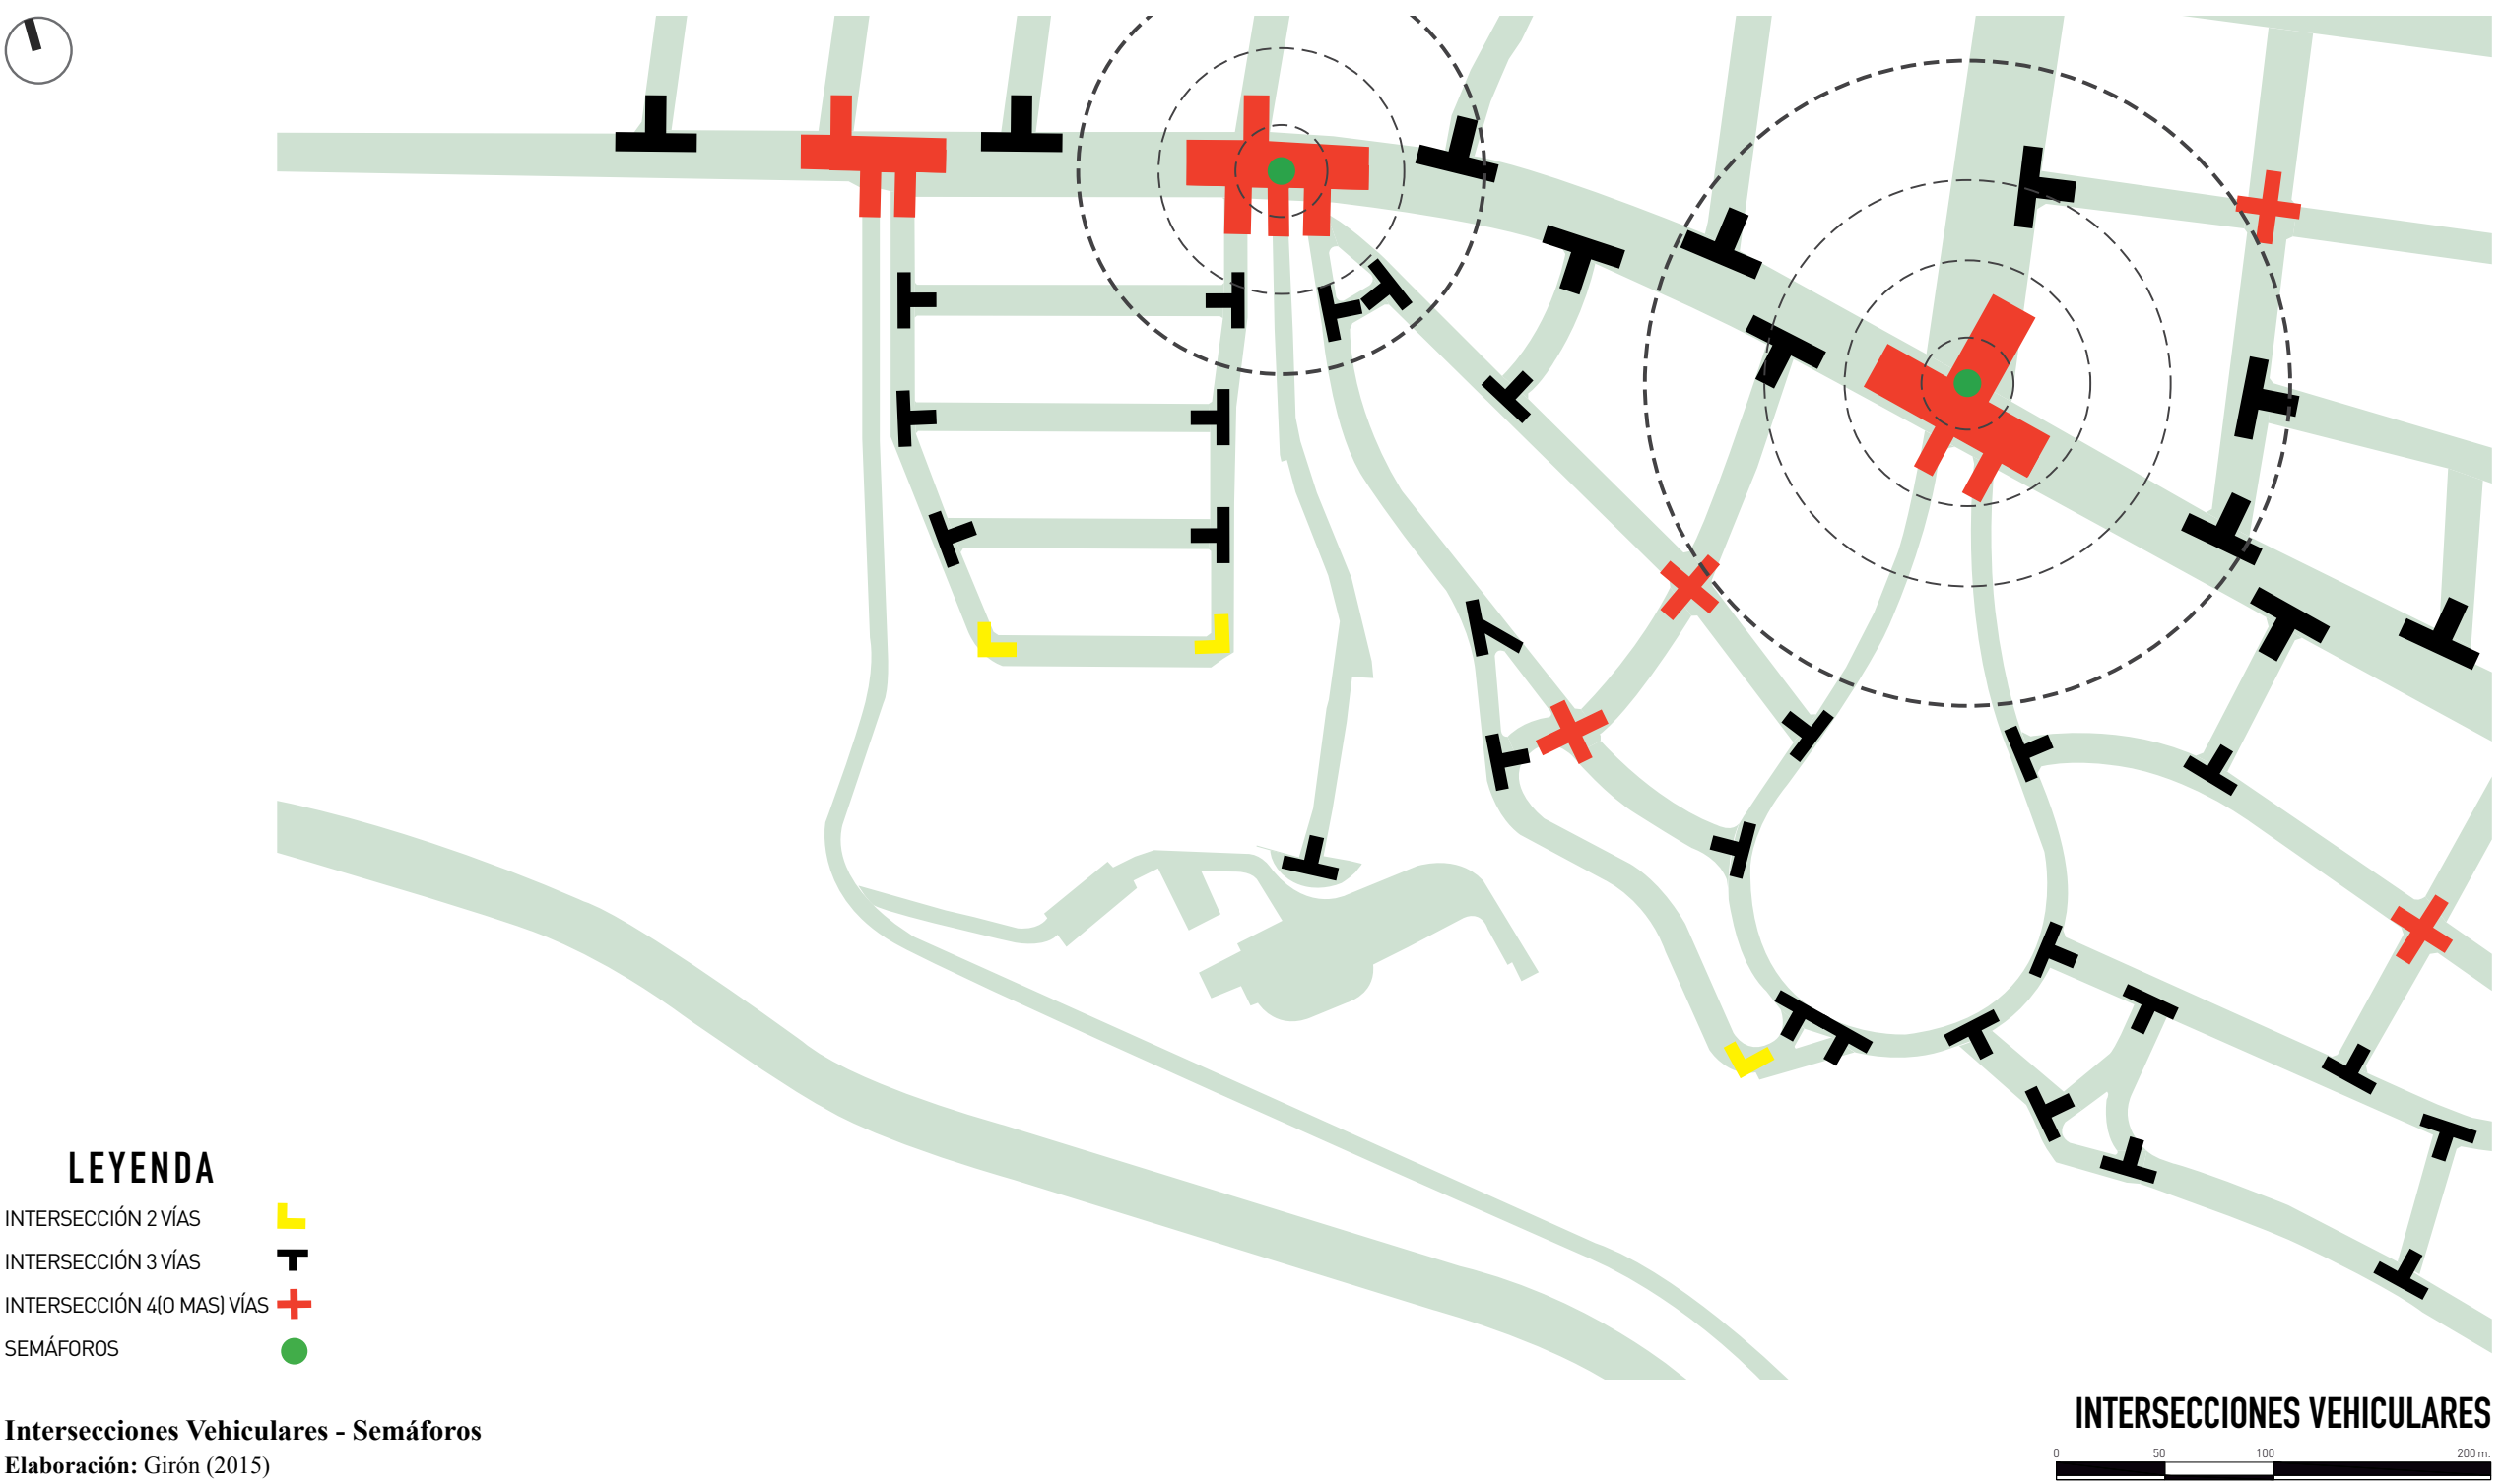 LEYENDA
INTERSECCIÓN 2 VÍAS
INTERSECCIÓN 3 VÍAS
INTERSECCIÓN 4(O MAS) VÍAS
SEMÁFOROS
Intersecciones Vehiculares - Semáforos
Elaboración: Girón (2015)
INTERSECCIONES VEHICULARES
0 50 100 200 m.